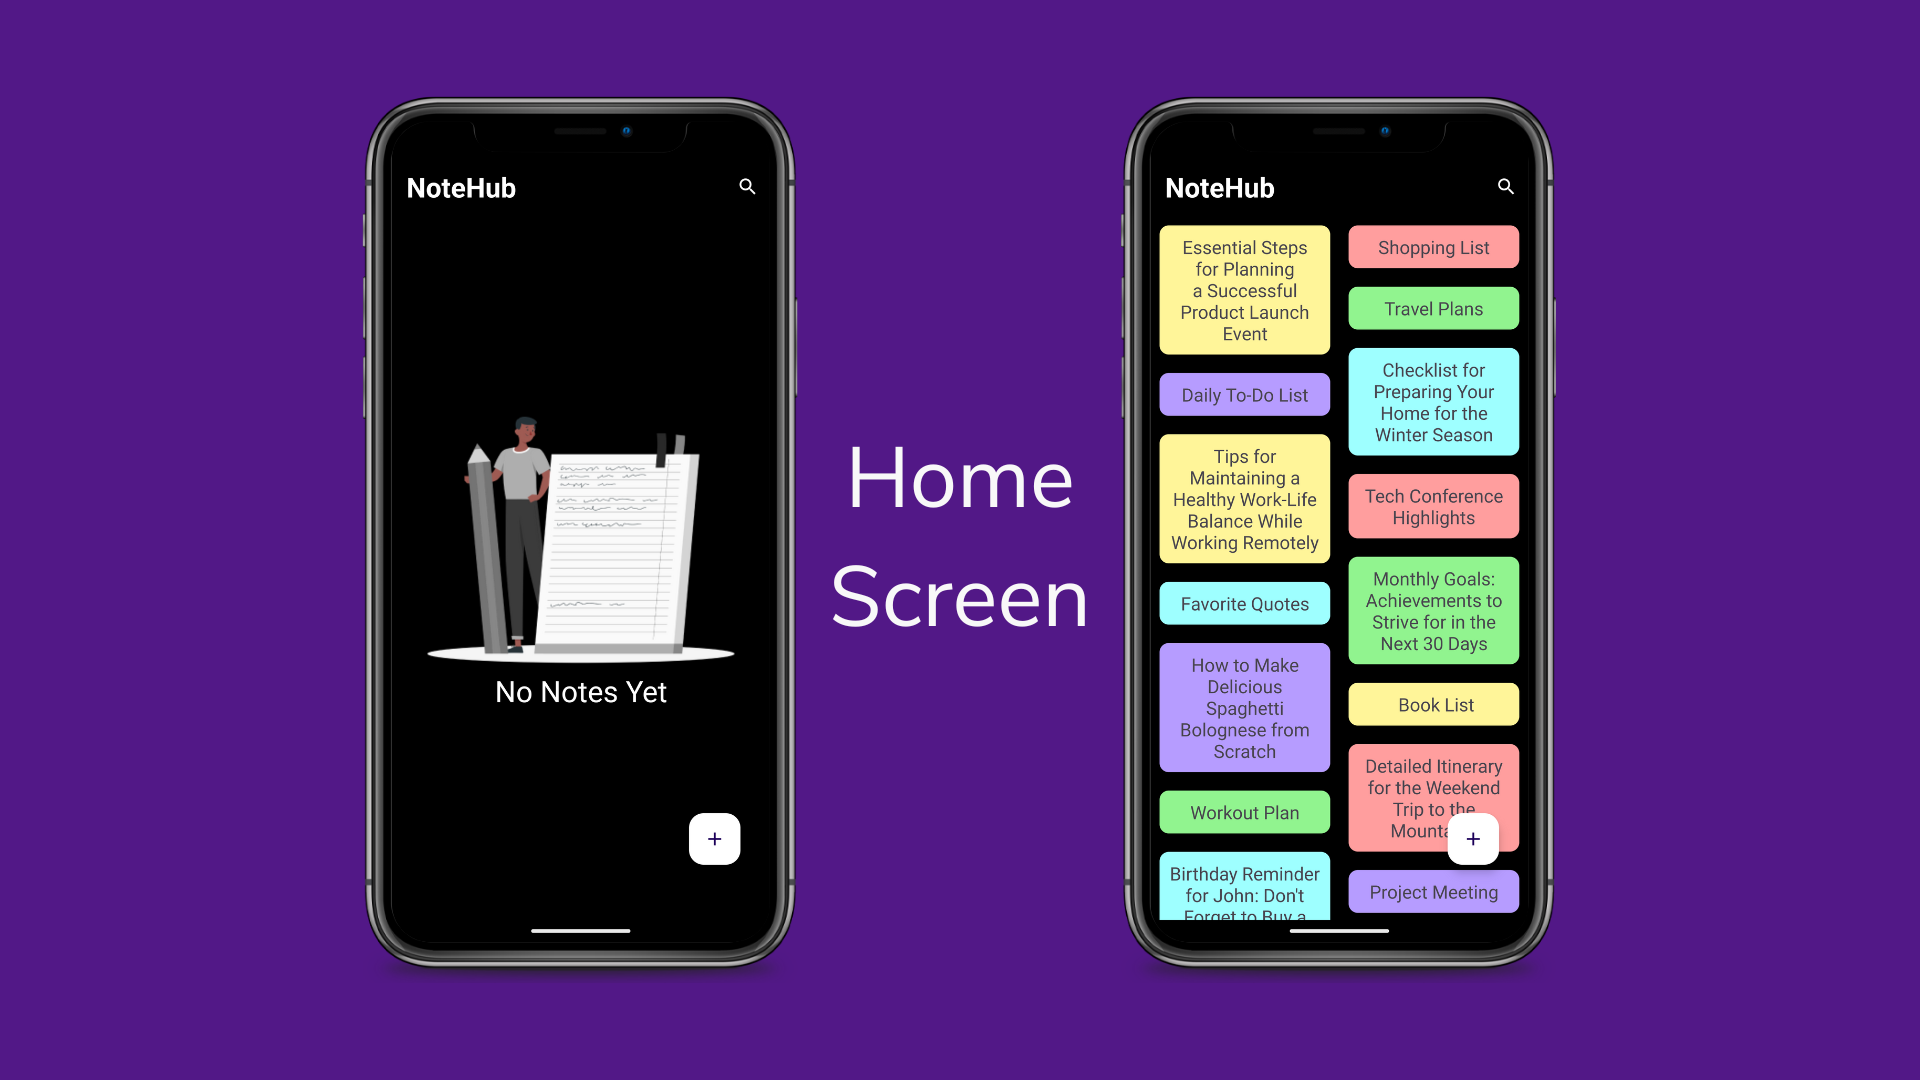 NoteHub
No Notes Yet
+
Home
Screen
NoteHub
Essential Steps
for Planning
a Successful
Product Launch
Event
Daily To-Do List
Tips for
Maintaining a
Healthy Work-Life
Balance While
Working Remotely
Favorite Quotes
How to Make
Delicious
Spaghetti
Bolognese from
Scratch
Workout Plan
Birthday Reminder
for John: Don't
Forget to Buy a
Shopping List
Travel Plans
Checklist for
Preparing Your
Home for the
Winter Season
Tech Conference
Highlights
Monthly Goals:
Achievements to
Strive for in the
Next 30 Days
Book List
Detailed Itinerary
for the Weekend
Trip to the
+
Project Meeting